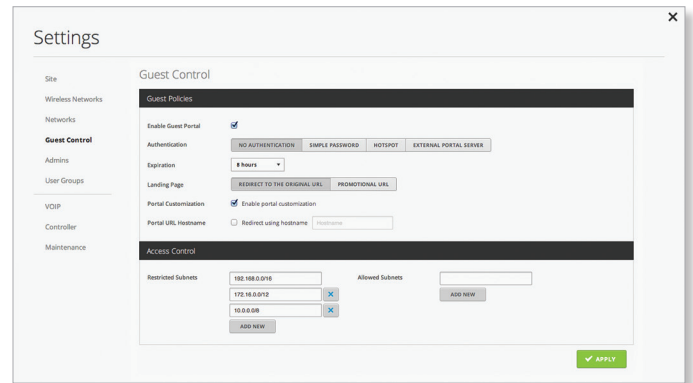 Settings
Site
Wireless Networks
Networks
Guest Control
Admins
User Groups
VOIP
Controller
Maintenance
Guest Control
Guest Policies
Enable Guest Portal
Authentication NO AUTHENTICATION SIMPLE PASSWORD HOTSPOT EXTERNAL PORTAL SERVER
Expiration 8 hours
Landing Page REDIRECT TO THE ORIGINAL URL PROMOTIONAL URL
Portal Customization Enable portal customization
Portal URL Hostname Redirect using hostname Hostname
Access Control
Restricted Subnets 192.168.0.0/16 Allowed Subnets
172.16.0.0/12 ADD NEW
10.0.0.0/8
ADD NEW
APPLY